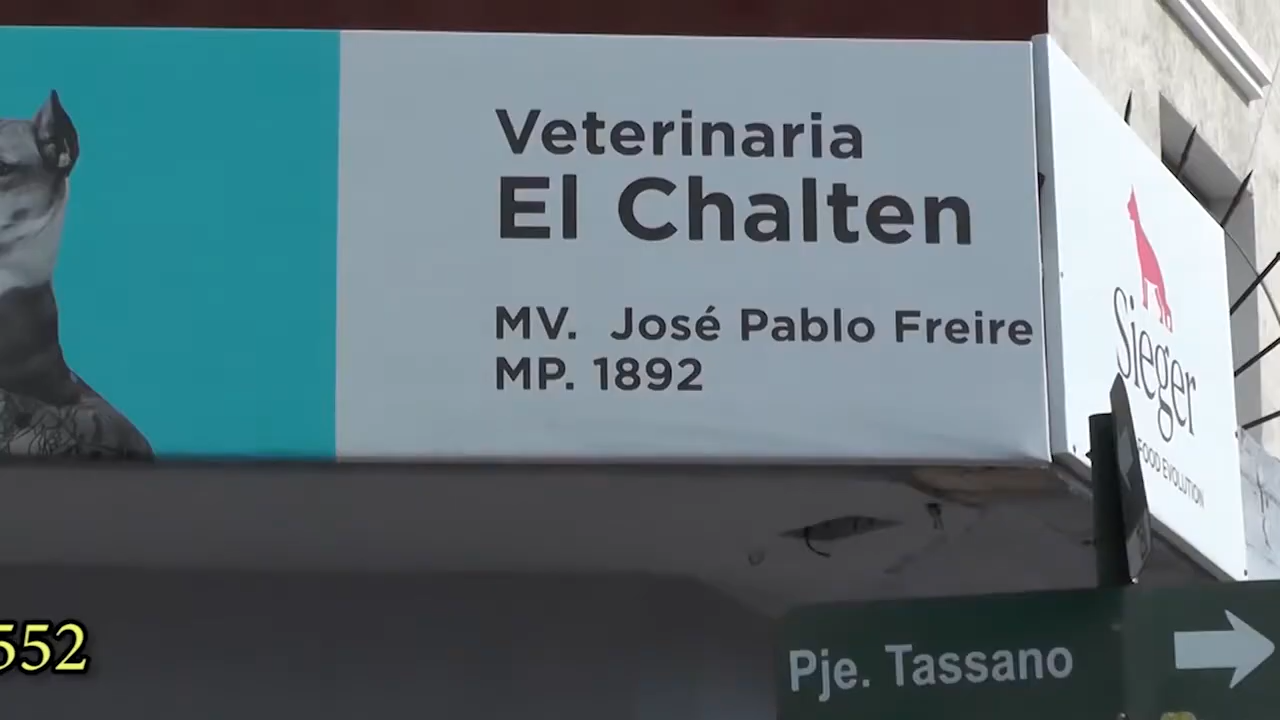 Veterinaria
El Chalten
MV. José Pablo Freire
MP. 1892
Sieger
FOOD EVOLUTION
552
Pje. Tassano